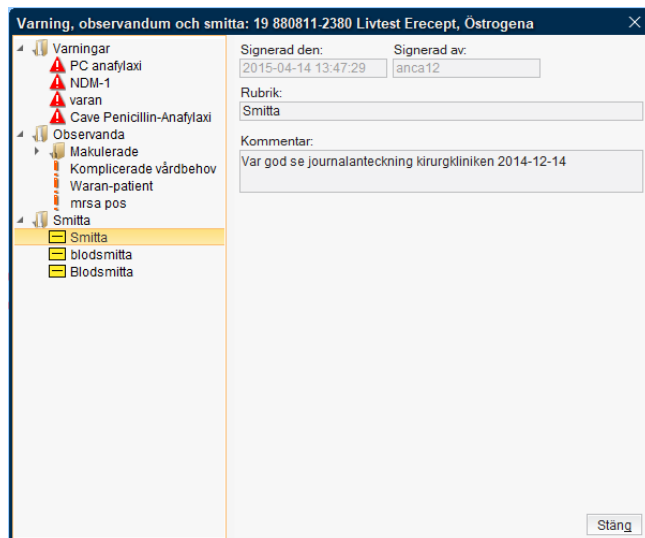 Varning, observandum och smitta: 19 880811-2380 Livtest Erecept, Östrogena
Varningar
PC anafylaxi
NDM-1
varan
Cave Penicillin-Anafylaxi
Observanda
Makulerade
Komplicerade vårdbehov
Waran-patient
mrsa pos
Smitta
Smitta
blodsmitta
Blodsmitta
Signerad den: Signerad av:
2015-04-14 13:47:29 anca12
Rubrik:
Smitta
Kommentar:
Var god se journalanteckning kirurgkliniken 2014-12-14
Stäng